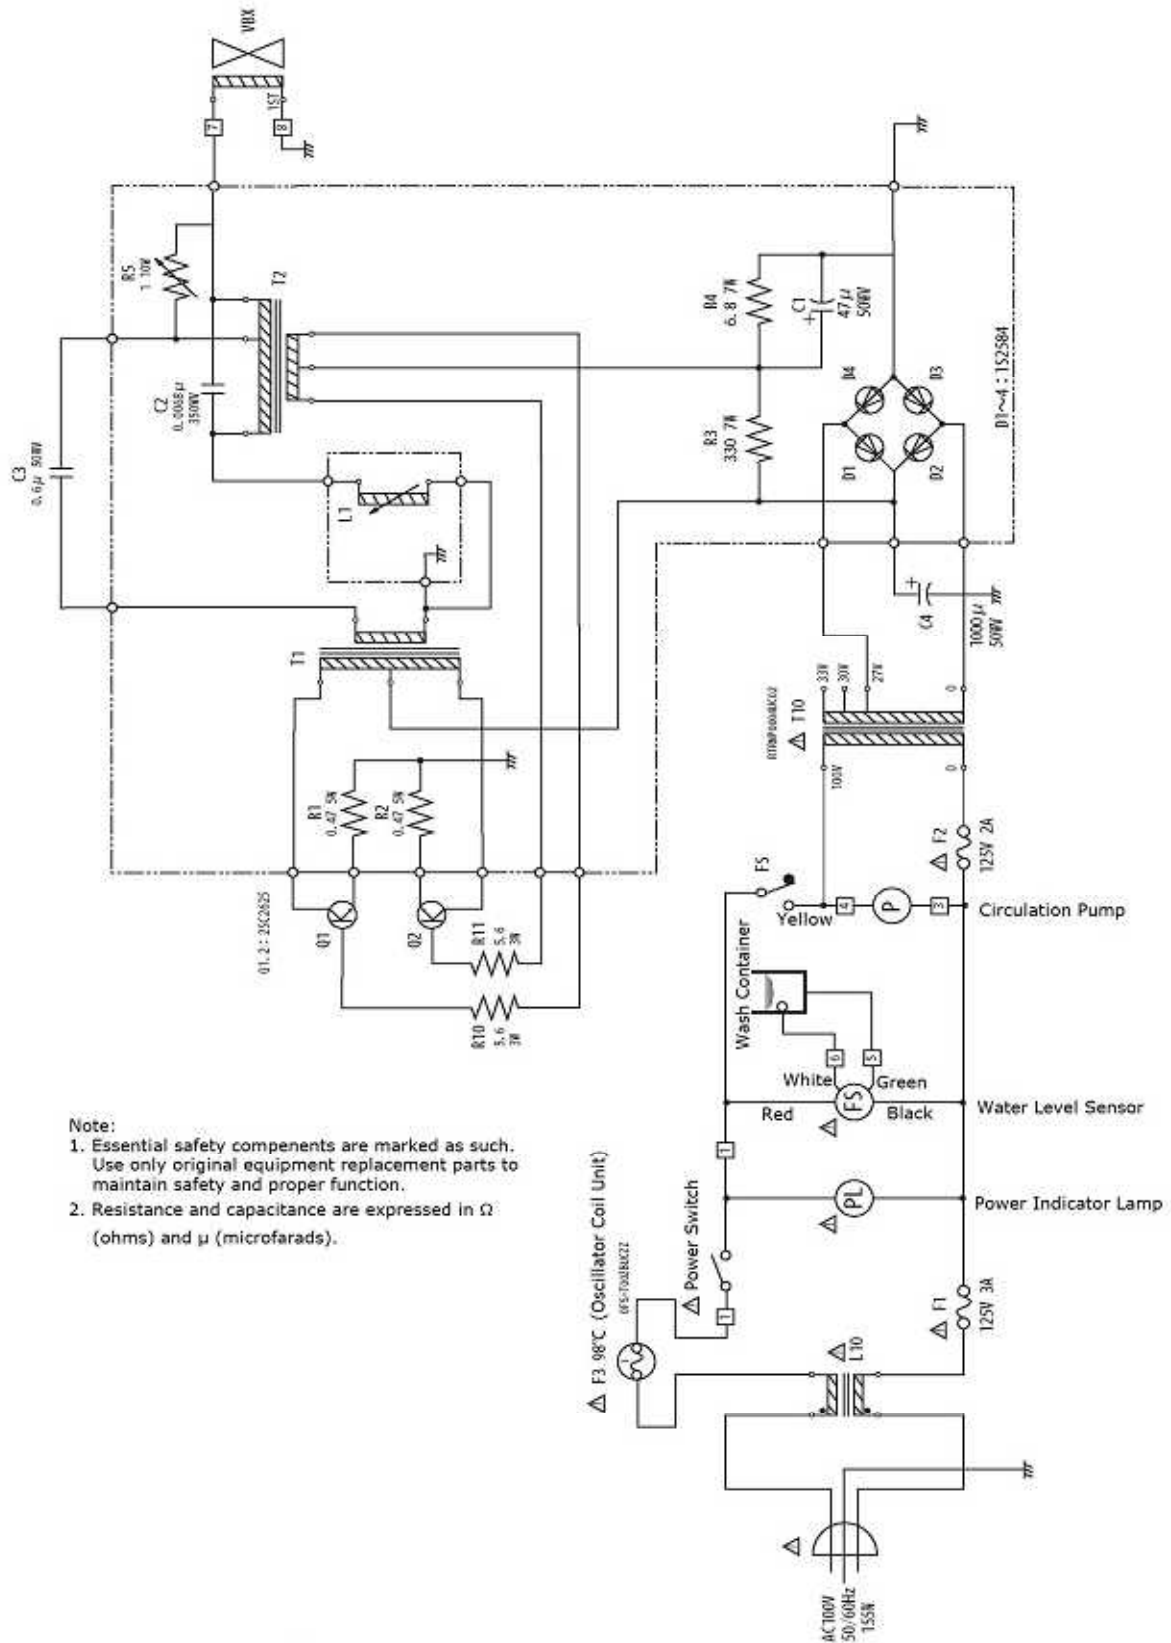 VBX
1ST
7
8
R5
1 10W
T2
C3
0.6μ 50WV
C2
0.0068μ
350WV
R4
6.8 7W
C1
+
47μ
50WV
D4
D3
D1
D2
D1～4:1S2584
R3
330 7W
L1
T1
+
C4
1000μ
50WV
33V
30V
27V
0
T10
100V
0
R1
0.47 5W
R2
0.47 5W
F2
125V 2A
FS
Yellow
4
P
3
Circulation Pump
Q1
Q2
Q1.2:2SC2625
R11
5.6
3W
R10
5.6
3W
Wash Container
6
5
White
Green
Red
FS
Black
Water Level Sensor
1
Note:
1. Essential safety compenents are marked as such.
Use only original equipment replacement parts to
maintain safety and proper function.
2. Resistance and capacitance are expressed in Ω
(ohms) and μ (microfarads).
PL
Power Indicator Lamp
Power Switch
1
F3 98℃ (Oscillator Coil Unit)
F1
125V 3A
L10
AC100V
50/60Hz
155W